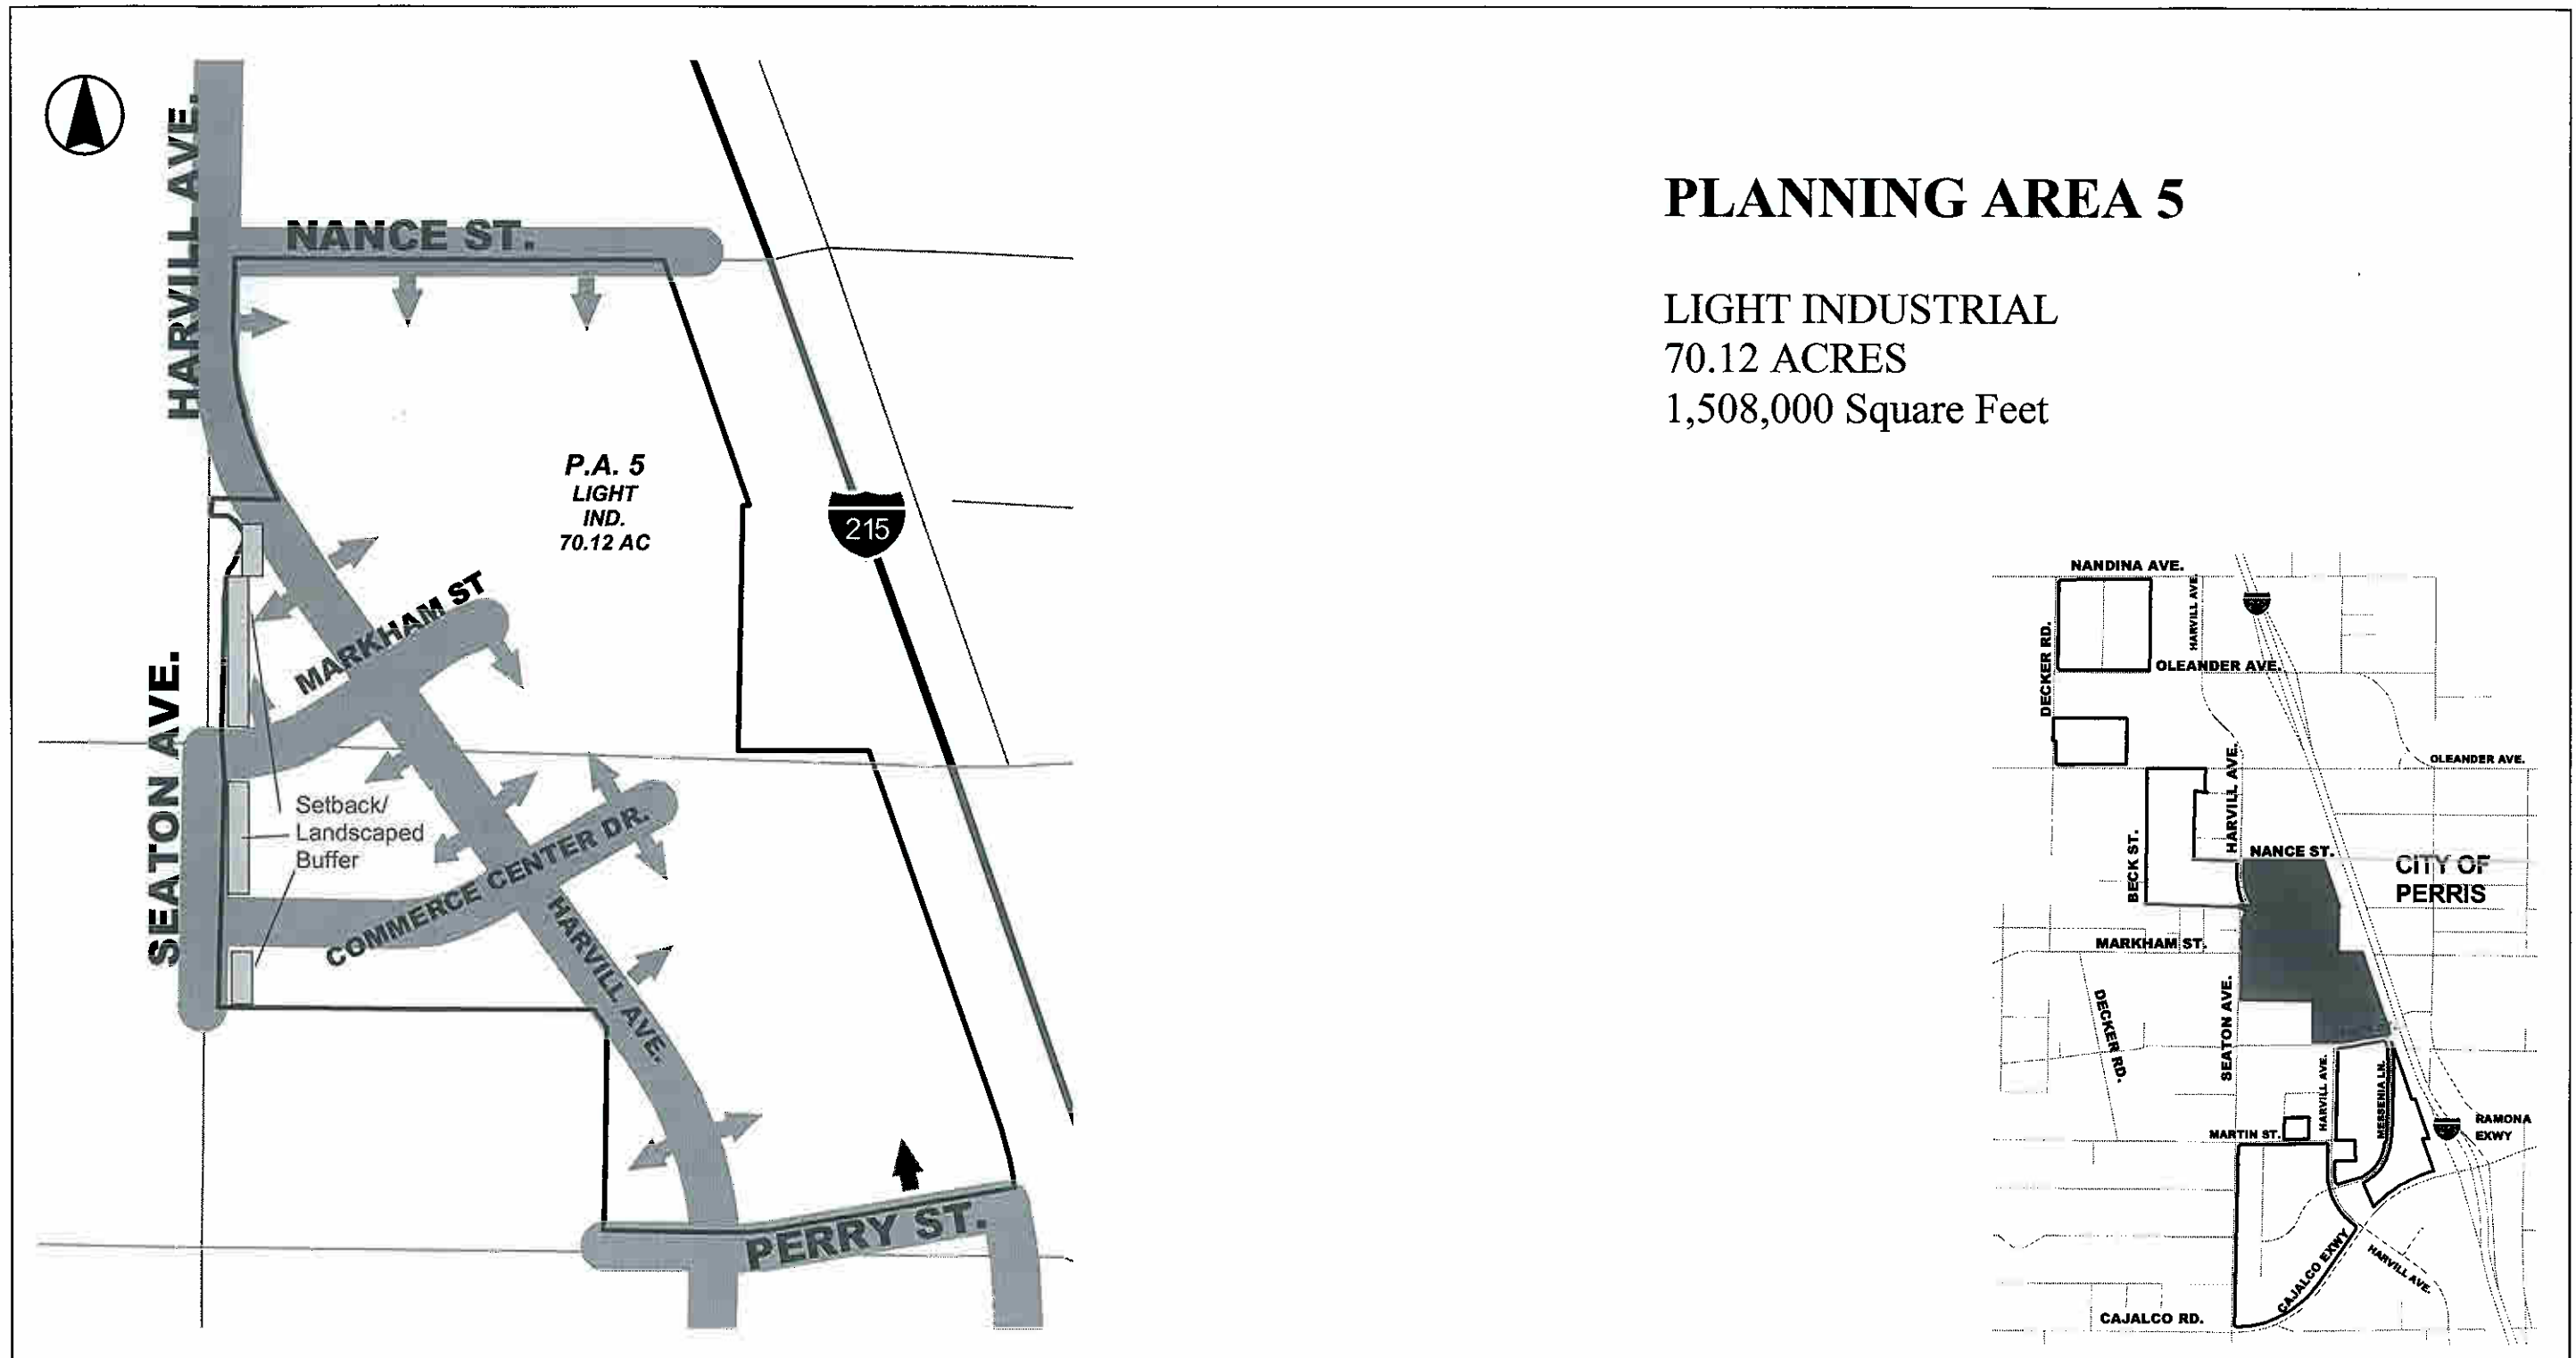 HARVILL AVE.
NANCE ST.
P.A. 5
LIGHT
IND.
70.12 AC
215
MARKHAM ST
SEATON AVE.
Setback/
Landscaped
Buffer
COMMERCE CENTER DR.
HARVILL AVE.
PERRY ST.
PLANNING AREA 5
LIGHT INDUSTRIAL
70.12 ACRES
1,508,000 Square Feet
NANDINA AVE.
HARVILL AVE.
DECKER RD.
OLEANDER AVE.
HARVILL AVE.
OLEANDER AVE.
BECK ST.
NANCE ST.
CITY OF
PERRIS
MARKHAM ST.
DECKER RD.
SEATON AVE.
HARVILL AVE.
MESSENIA LN.
RAMONA
EXWY
MARTIN ST.
CAJALCO EXWY
HARVILL AVE.
CAJALCO RD.